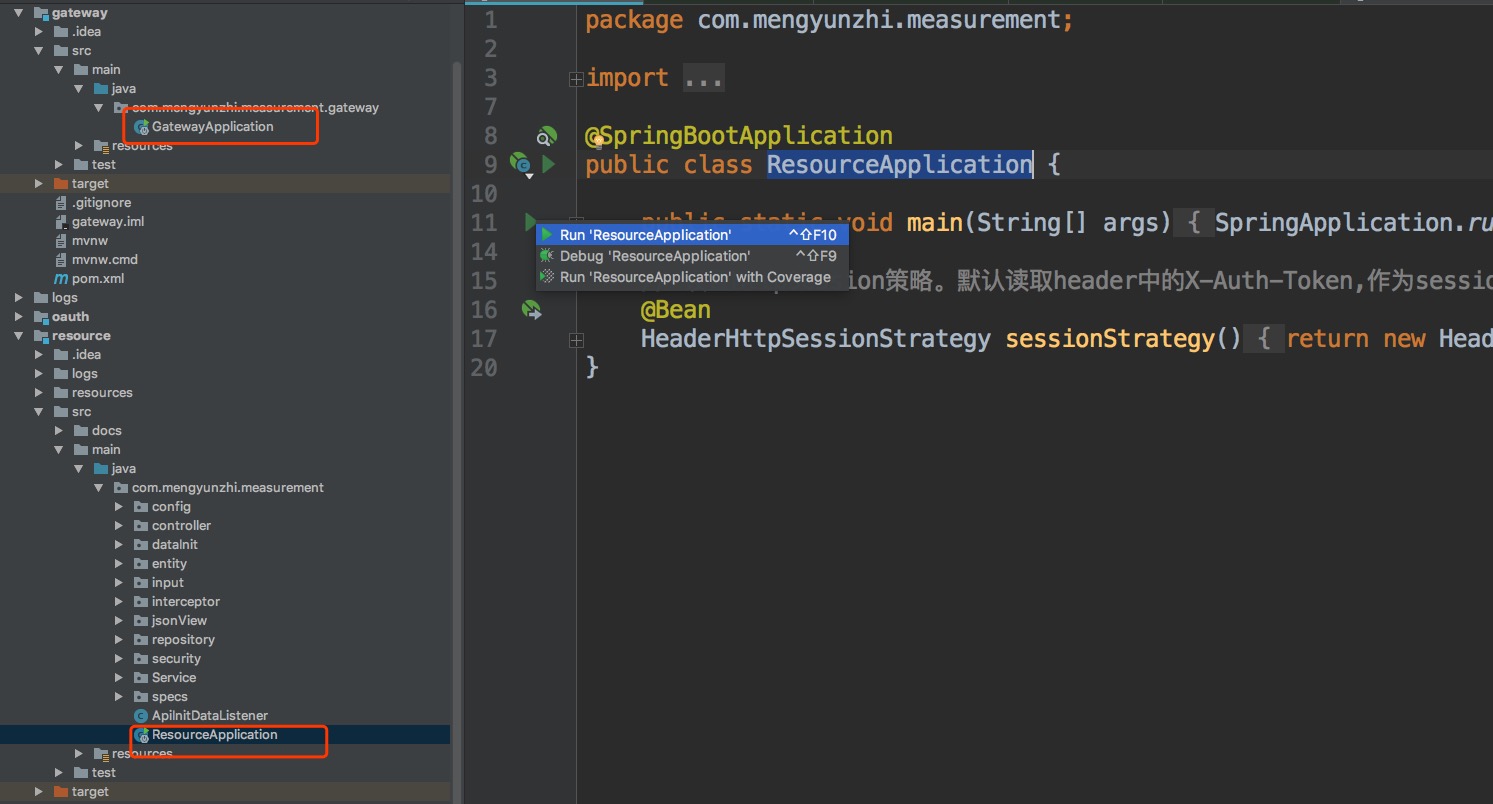 gateway
.idea
src
main
java
com.mengyunzhi.measurement.gateway
GatewayApplication
resources
test
target
.gitignore
gateway.iml
mvnw
mvnw.cmd
pom.xml
logs
oauth
resource
.idea
logs
resources
src
docs
main
java
com.mengyunzhi.measurement
config
controller
dataInit
entity
input
interceptor
jsonView
repository
security
Service
specs
ApiInitDataListener
ResourceApplication
resources
test
target
1 package com.mengyunzhi.measurement;
2
3 import ...
7
8 @SpringBootApplication
9 public class ResourceApplication {
10
11 public static void main(String[] args) { SpringApplication.ru
Run 'ResourceApplication' ^⇧F10
Debug 'ResourceApplication' ^⇧F9
Run 'ResourceApplication' with Coverage
14
15 ion策略。默认读取header中的X-Auth-Token,作为sessi
16 @Bean
17 HeaderHttpSessionStrategy sessionStrategy() { return new Head
20 }